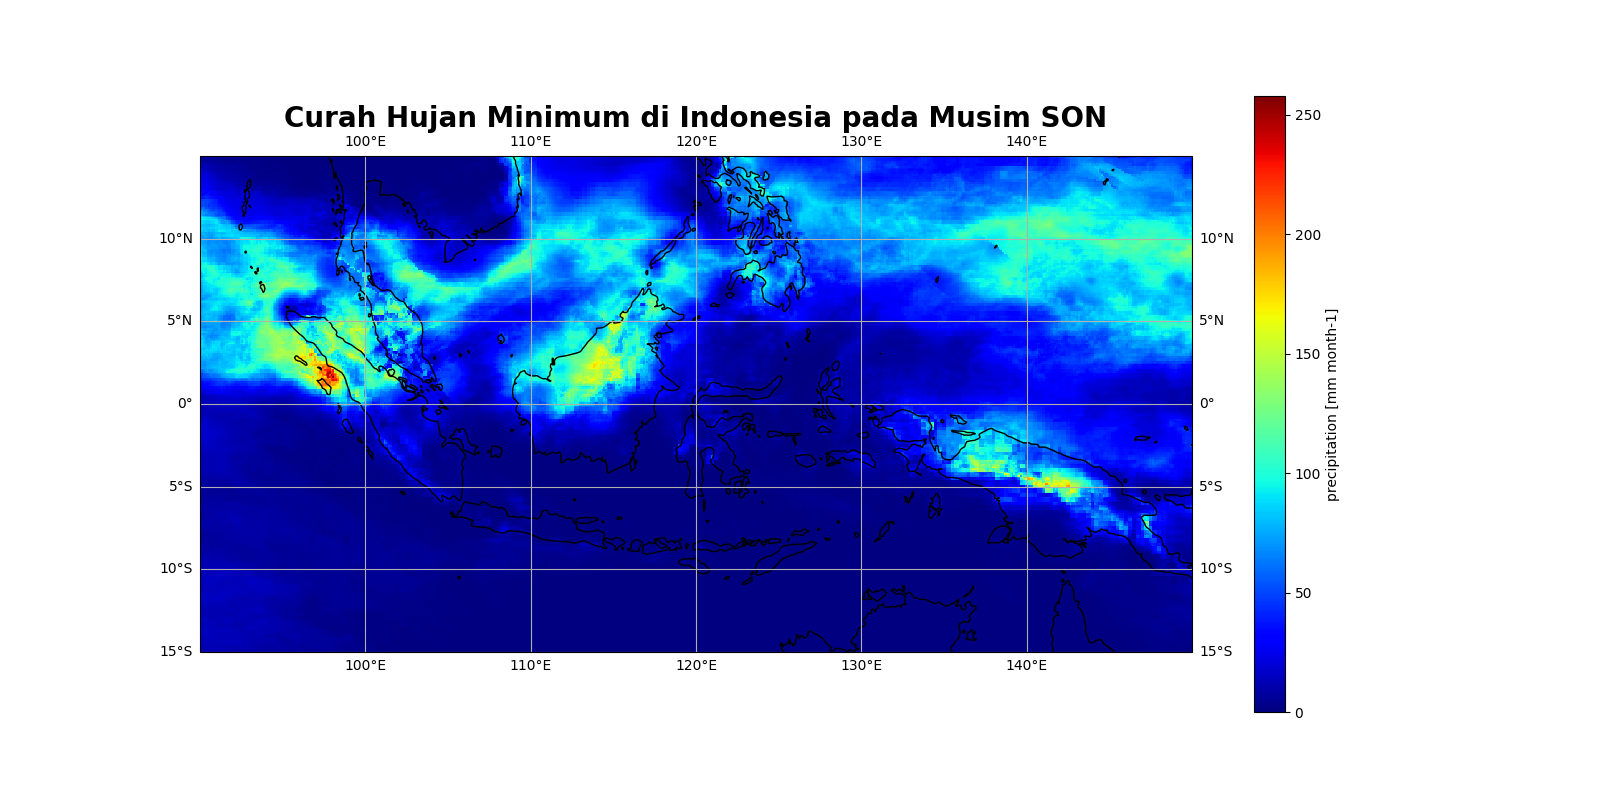 Curah Hujan Minimum di Indonesia pada Musim SON
100°E 110°E 120°E 130°E 140°E
10°N 10°N
5°N 5°N
0° 0°
5°S 5°S
10°S 10°S
15°S 15°S
100°E 110°E 120°E 130°E 140°E
250
200
150
100
50
0
precipitation [mm month-1]